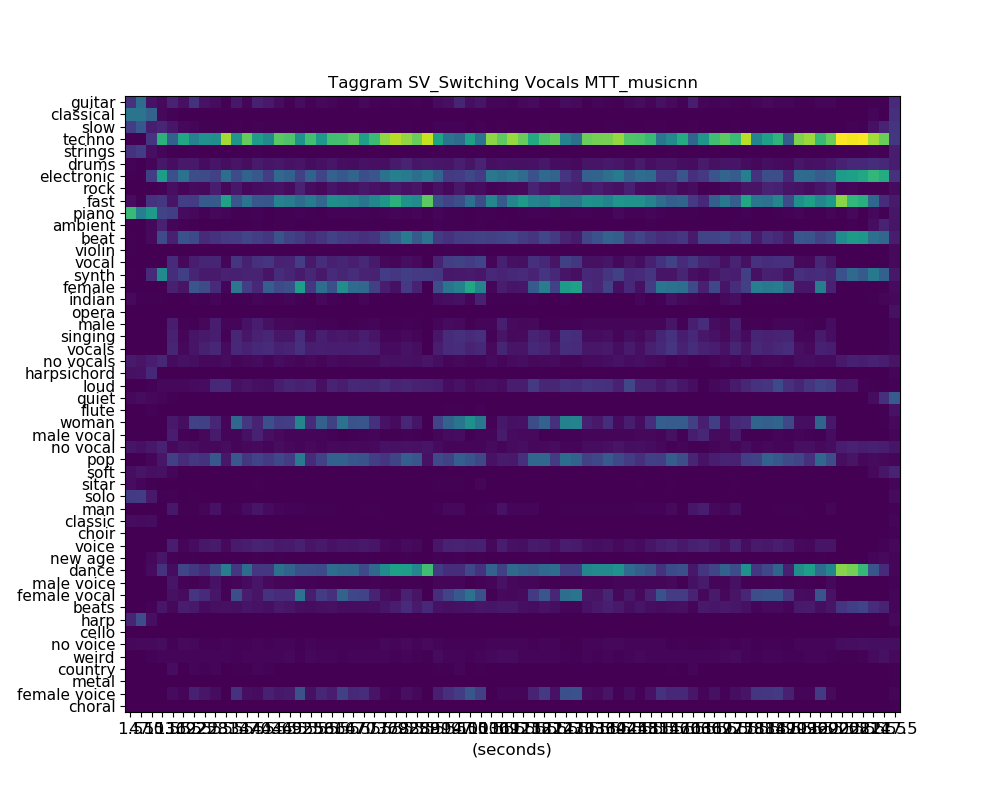 Taggram SV_Switching Vocals MTT_musicnn
guitar
classical
slow
techno
strings
drums
electronic
rock
fast
piano
ambient
beat
violin
vocal
synth
female
indian
opera
male
singing
vocals
no vocals
harpsichord
loud
quiet
flute
woman
male vocal
no vocal
pop
soft
sitar
solo
man
classic
choir
voice
new age
dance
male voice
female vocal
beats
harp
cello
no voice
weird
country
metal
female voice
choral
(seconds)